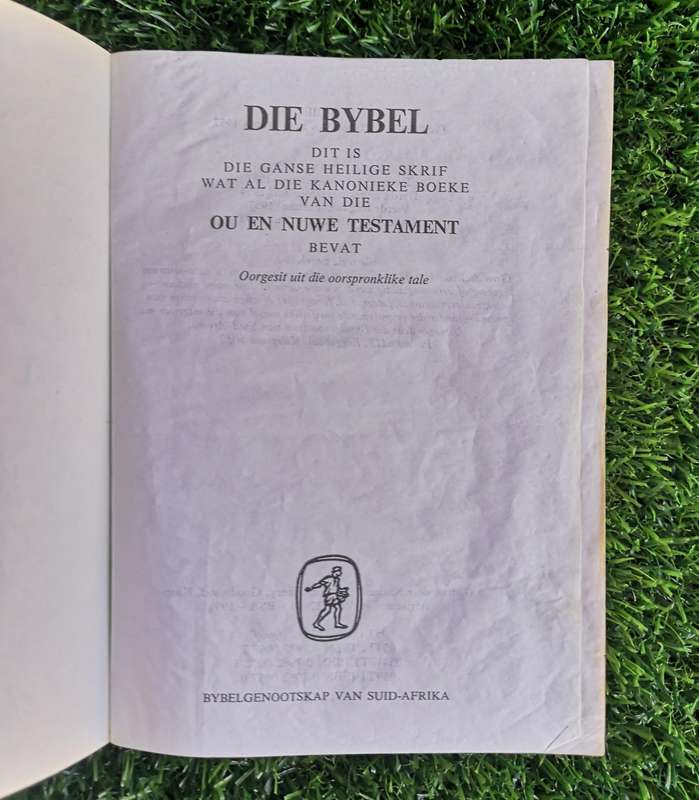 DIE BYBEL
DIT IS
DIE GANSE HEILIGE SKRIF
WAT AL DIE KANONIEKE BOEKE
VAN DIE
OU EN NUWE TESTAMENT
BEVAT
Oorgesit uit die oorspronklike tale
BYBELGENOOTSKAP VAN SUID-AFRIKA